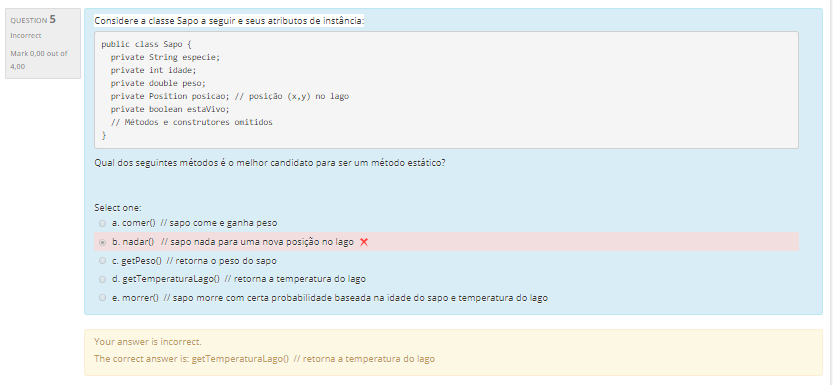 QUESTION 5
Incorrect
Mark 0,00 out of
4,00
Considere a classe Sapo a seguir e seus atributos de instância:
public class Sapo {
private String especie;
private int idade;
private double peso;
private Position posicao; // posição (x,y) no lago
private boolean estaVivo;
// Métodos e construtores omitidos
}
Qual dos seguintes métodos é o melhor candidato para ser um método estático?
Select one:
a. comer() // sapo come e ganha peso
b. nadar() // sapo nada para uma nova posição no lago
c. getPeso() // retorna o peso do sapo
d. getTemperaturaLago() // retorna a temperatura do lago
e. morrer() // sapo morre com certa probabilidade baseada na idade do sapo e temperatura do lago
Your answer is incorrect.
The correct answer is: getTemperaturaLago() // retorna a temperatura do lago